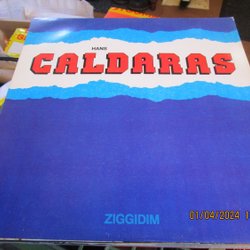 HANS
CALDARAS
ZIGGIDIM
01/04/2024